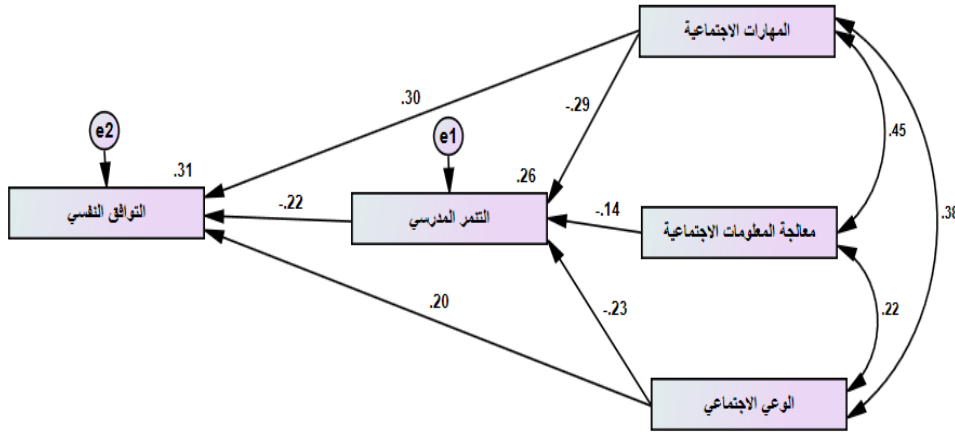 المهارات الاجتماعية
.30
-.29
e2
e1
.45
.31
.26
التوافق النفسي
-.22
التنمر المدرسي
-.14
معالجة المعلومات الاجتماعية
.38
.20
-.23
.22
الوعي الاجتماعي